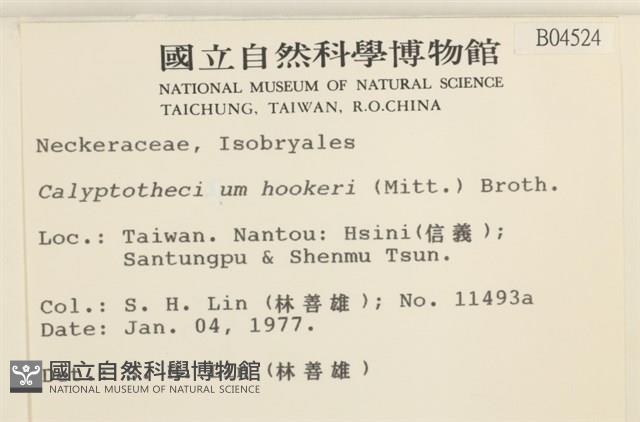 B04524
國立自然科學博物館
NATIONAL MUSEUM OF NATURAL SCIENCE
TAICHUNG, TAIWAN, R.O.CHINA
Neckeraceae, Isobryales
Calyptotheci um hookeri (Mitt.) Broth.
Loc.: Taiwan. Nantou: Hsini(信義);
Santungpu & Shenmu Tsun.
Col.: S. H. Lin (林善雄); No. 11493a
Date: Jan. 04, 1977.
(林善雄)
國立自然科學博物館
NATIONAL MUSEUM OF NATURAL SCIENCE